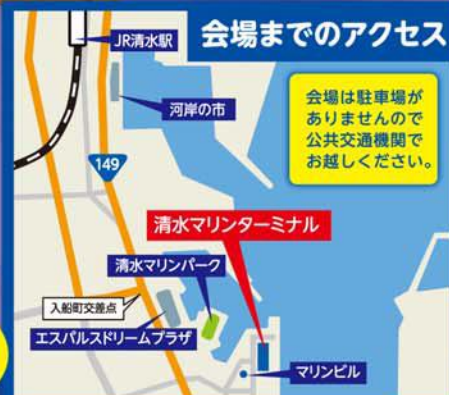 会場までのアクセス
JR清水駅
会場は駐車場が
ありませんので
公共交通機関で
お越しください。
河岸の市
149
清水マリンターミナル
清水マリンパーク
入船町交差点
エスパルスドリームプラザ
マリンビル